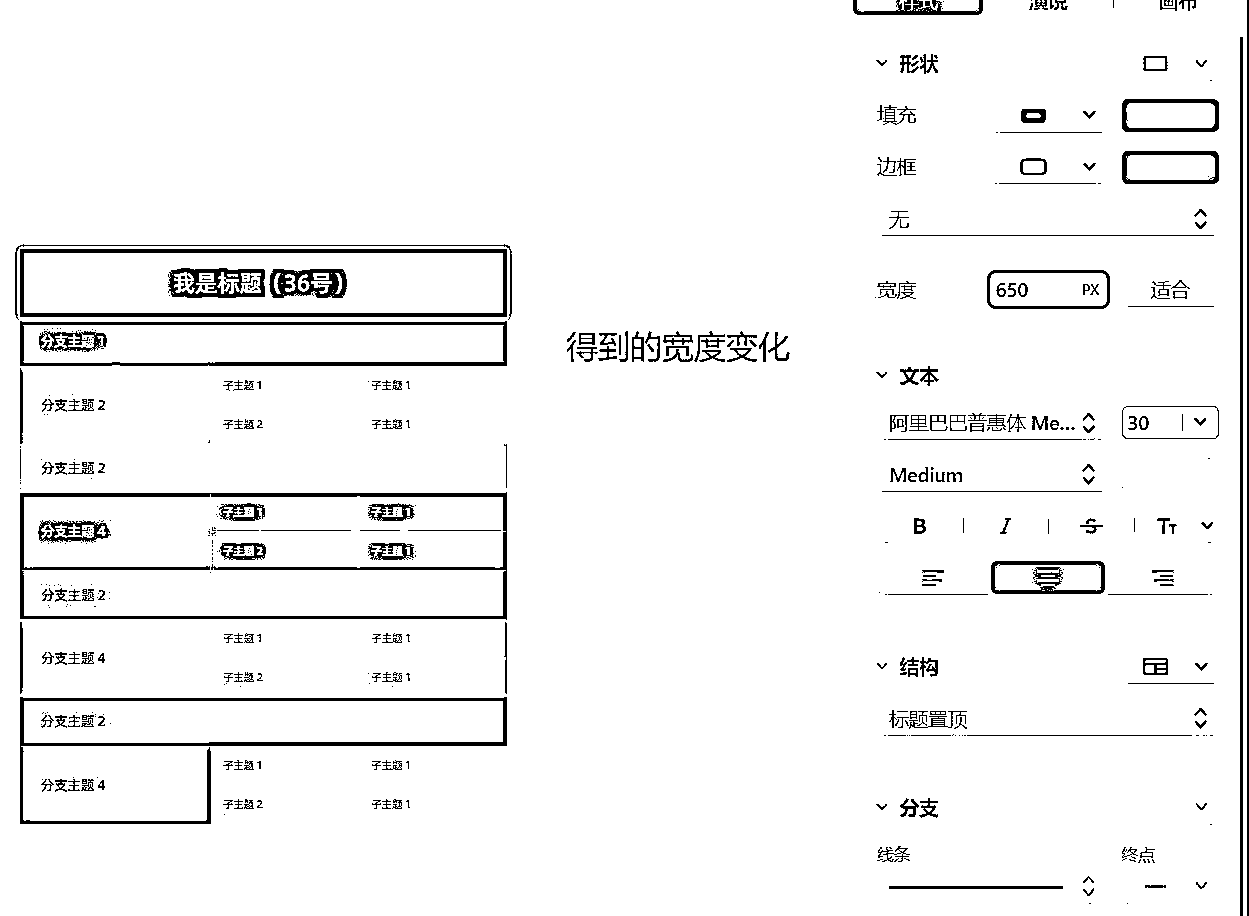 样式 演说 画布
形状
填充
边框
无
宽度 650 PX 适合
文本
阿里巴巴普惠体 Me... 30
Medium
B I S TT
结构
标题置顶
分支
线条 终点
我是标题（36号）
分支主题 1
分支主题 2 子主题 1 子主题 1
子主题 2 子主题 1
分支主题 2
分支主题 4 子主题 1 子主题 1
子主题 2 子主题 1
分支主题 2
分支主题 4 子主题 1 子主题 1
子主题 2 子主题 1
分支主题 2
分支主题 4 子主题 1 子主题 1
子主题 2 子主题 1
得到的宽度变化